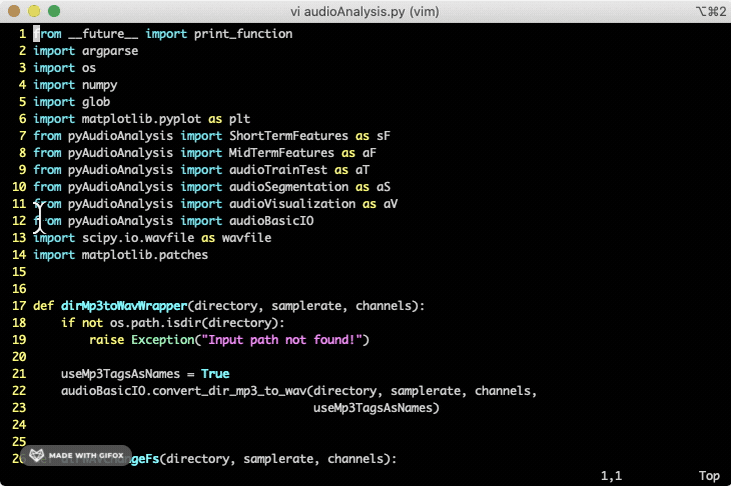 vi audioAnalysis.py (vim) ⌥⌘2
1 from __future__ import print_function
2 import argparse
3 import os
4 import numpy
5 import glob
6 import matplotlib.pyplot as plt
7 from pyAudioAnalysis import ShortTermFeatures as sF
8 from pyAudioAnalysis import MidTermFeatures as aF
9 from pyAudioAnalysis import audioTrainTest as aT
10 from pyAudioAnalysis import audioSegmentation as aS
11 from pyAudioAnalysis import audioVisualization as aV
12 from pyAudioAnalysis import audioBasicIO
13 import scipy.io.wavfile as wavfile
14 import matplotlib.patches
15
16
17 def dirMp3toWavWrapper(directory, samplerate, channels):
18     if not os.path.isdir(directory):
19         raise Exception("Input path not found!")
20
21     useMp3TagsAsNames = True
22     audioBasicIO.convert_dir_mp3_to_wav(directory, samplerate, channels,
23                                         useMp3TagsAsNames)
24
25
26 (directory, samplerate, channels):
MADE WITH GIFOX
1,1 Top